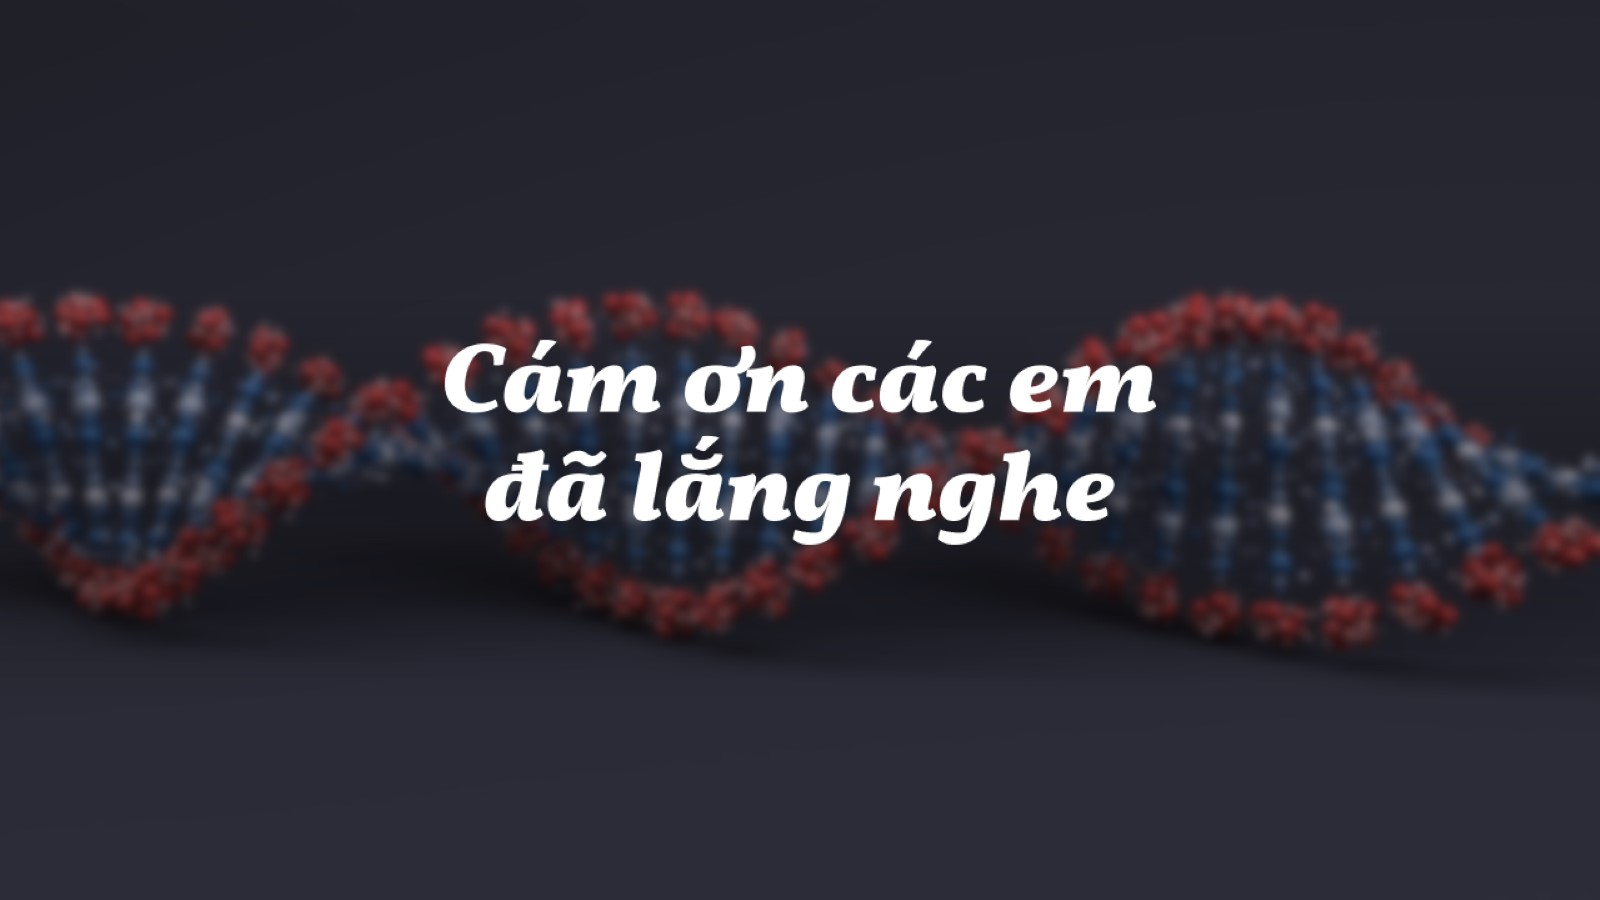 Cám ơn các em
đã lắng nghe